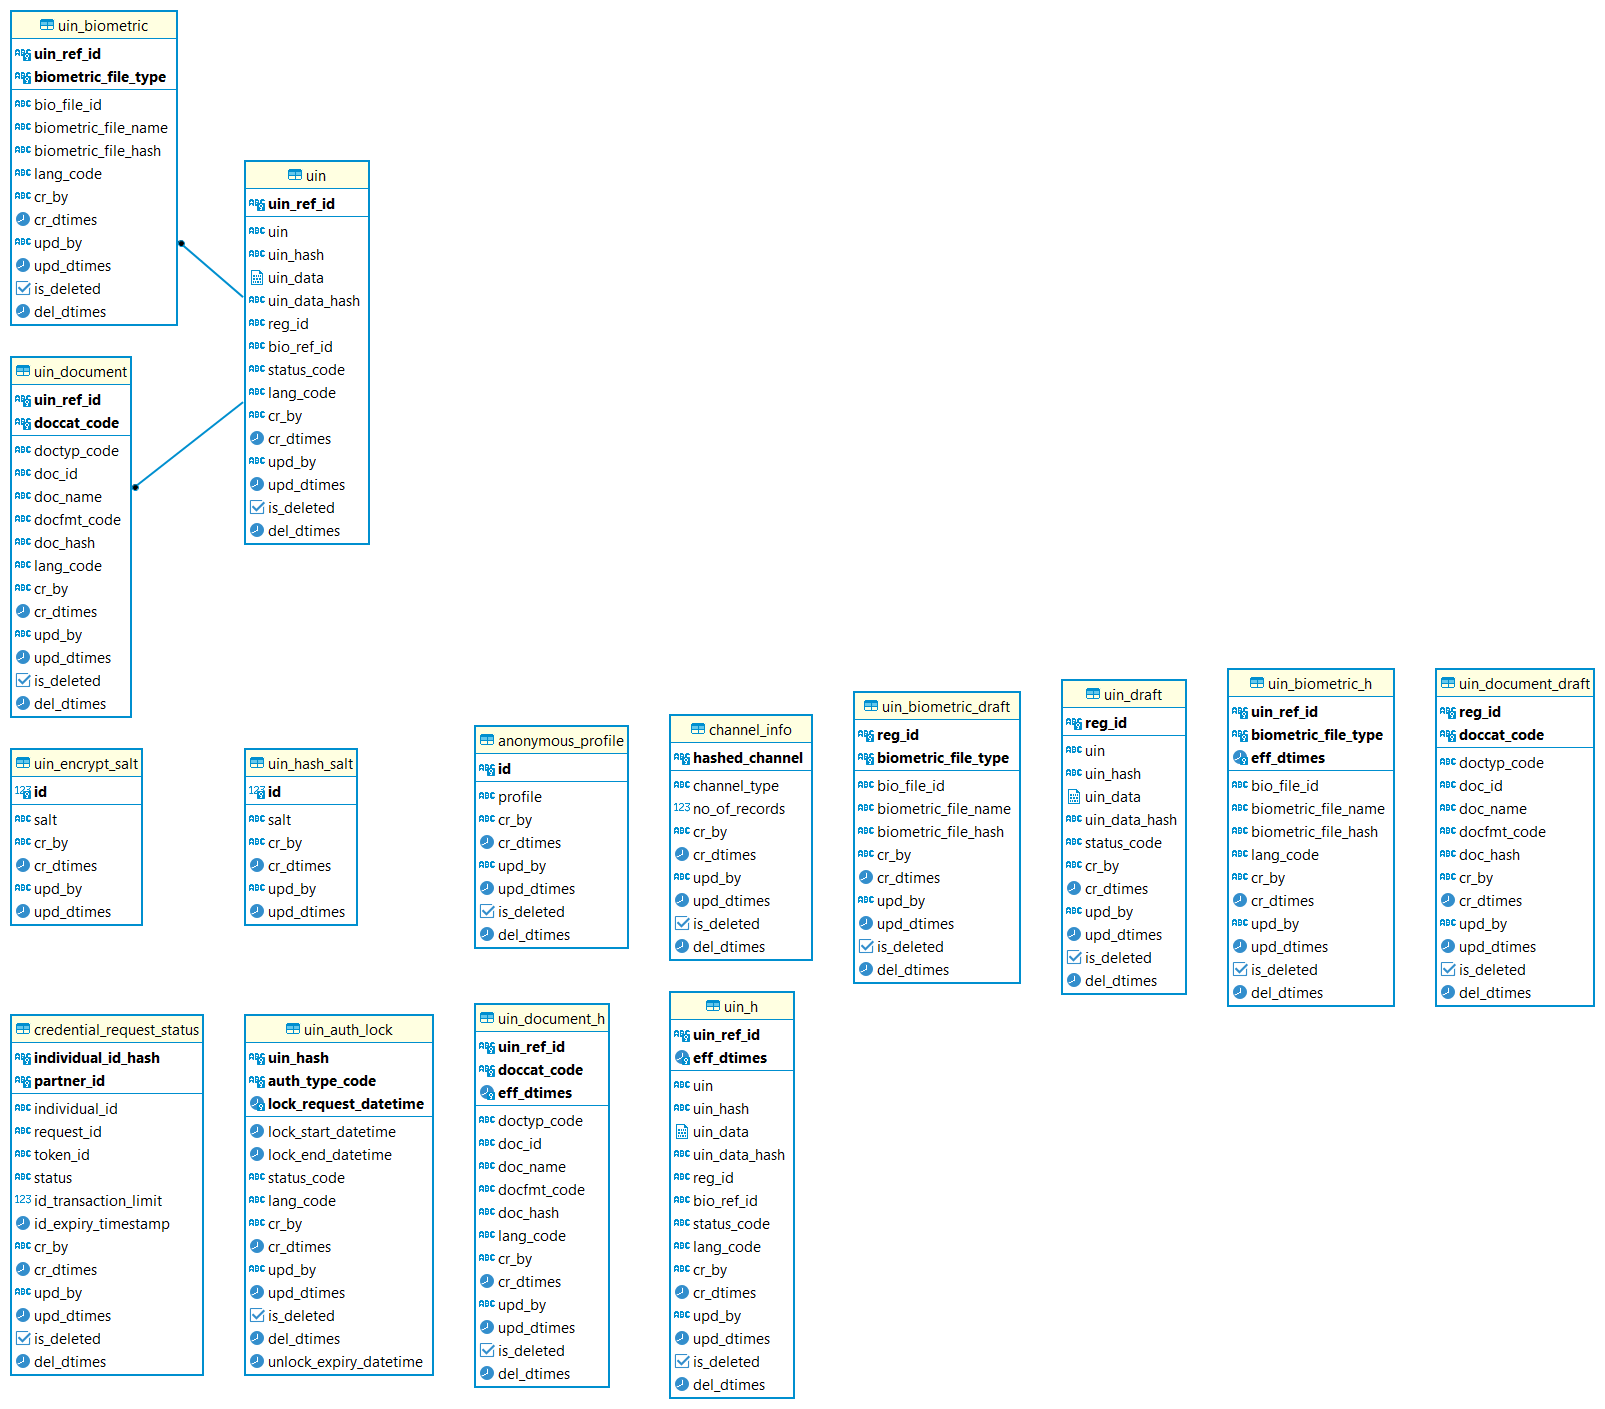 uin_biometric
uin_ref_id
biometric_file_type
bio_file_id
biometric_file_name
biometric_file_hash
lang_code
cr_by
cr_dtimes
upd_by
upd_dtimes
is_deleted
del_dtimes
uin
uin_ref_id
uin
uin_hash
uin_data
uin_data_hash
reg_id
bio_ref_id
status_code
lang_code
cr_by
cr_dtimes
upd_by
upd_dtimes
is_deleted
del_dtimes
uin_document
uin_ref_id
doccat_code
doctyp_code
doc_id
doc_name
docfmt_code
doc_hash
lang_code
cr_by
cr_dtimes
upd_by
upd_dtimes
is_deleted
del_dtimes
uin_encrypt_salt
id
salt
cr_by
cr_dtimes
upd_by
upd_dtimes
uin_hash_salt
id
salt
cr_by
cr_dtimes
upd_by
upd_dtimes
anonymous_profile
id
profile
cr_by
cr_dtimes
upd_by
upd_dtimes
is_deleted
del_dtimes
channel_info
hashed_channel
channel_type
no_of_records
cr_by
cr_dtimes
upd_by
upd_dtimes
is_deleted
del_dtimes
uin_biometric_draft
reg_id
biometric_file_type
bio_file_id
biometric_file_name
biometric_file_hash
cr_by
cr_dtimes
upd_by
upd_dtimes
is_deleted
del_dtimes
uin_draft
reg_id
uin
uin_hash
uin_data
uin_data_hash
status_code
cr_by
cr_dtimes
upd_by
upd_dtimes
is_deleted
del_dtimes
uin_biometric_h
uin_ref_id
biometric_file_type
eff_dtimes
bio_file_id
biometric_file_name
biometric_file_hash
lang_code
cr_by
cr_dtimes
upd_by
upd_dtimes
is_deleted
del_dtimes
uin_document_draft
reg_id
doccat_code
doctyp_code
doc_id
doc_name
docfmt_code
doc_hash
cr_by
cr_dtimes
upd_by
upd_dtimes
is_deleted
del_dtimes
credential_request_status
individual_id_hash
partner_id
individual_id
request_id
token_id
status
id_transaction_limit
id_expiry_timestamp
cr_by
cr_dtimes
upd_by
upd_dtimes
is_deleted
del_dtimes
uin_auth_lock
uin_hash
auth_type_code
lock_request_datetime
lock_start_datetime
lock_end_datetime
status_code
lang_code
cr_by
cr_dtimes
upd_by
upd_dtimes
is_deleted
del_dtimes
unlock_expiry_datetime
uin_document_h
uin_ref_id
doccat_code
eff_dtimes
doctyp_code
doc_id
doc_name
docfmt_code
doc_hash
lang_code
cr_by
cr_dtimes
upd_by
upd_dtimes
is_deleted
del_dtimes
uin_h
uin_ref_id
eff_dtimes
uin
uin_hash
uin_data
uin_data_hash
reg_id
bio_ref_id
status_code
lang_code
cr_by
cr_dtimes
upd_by
upd_dtimes
is_deleted
del_dtimes